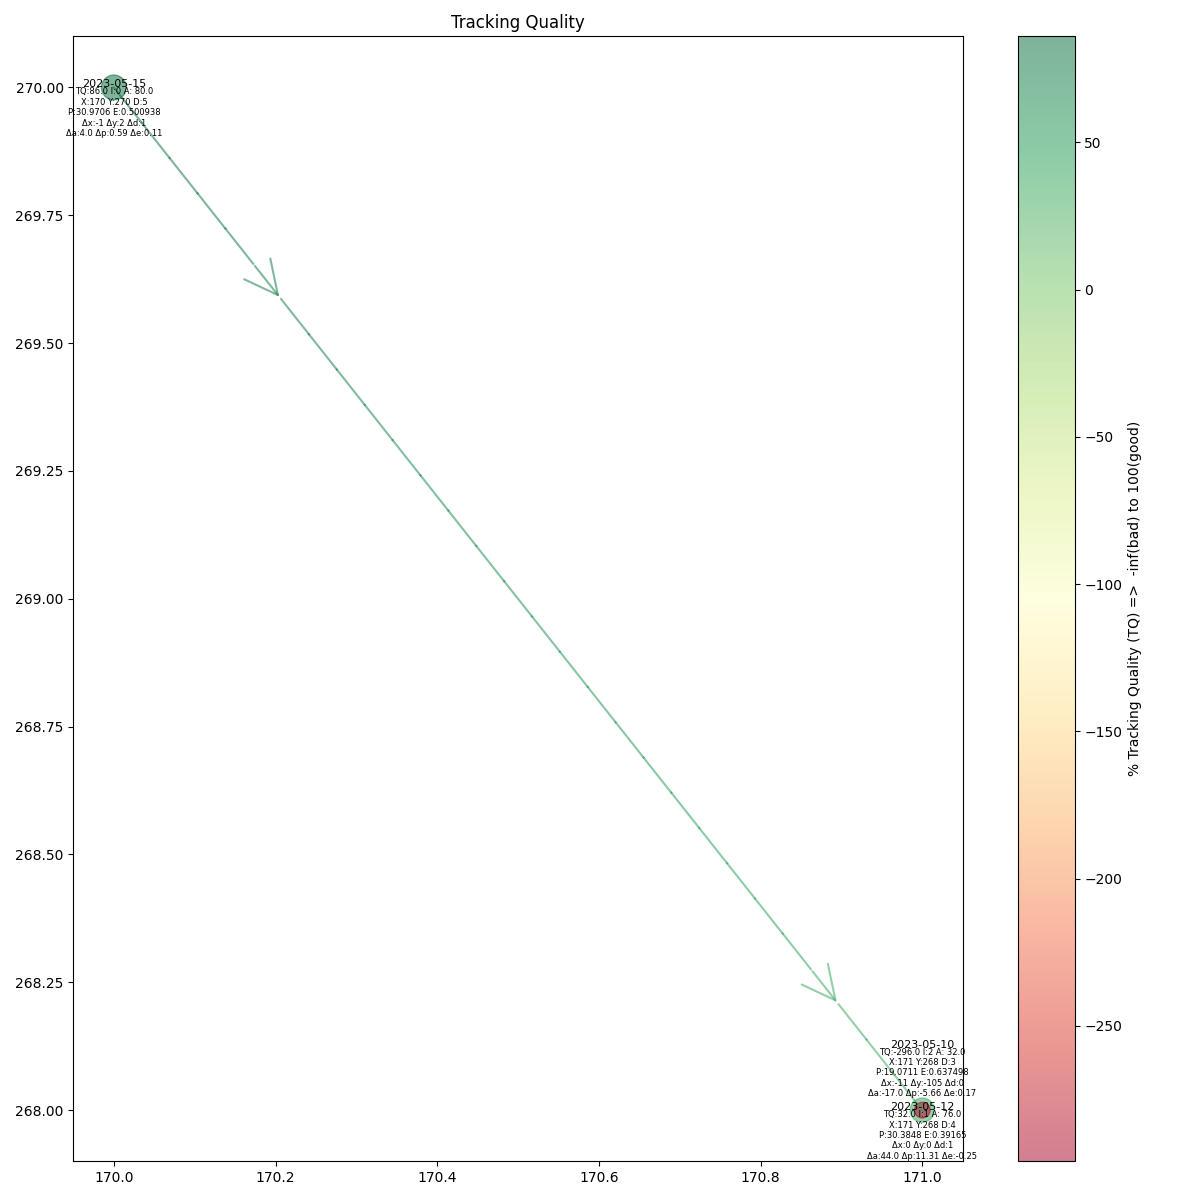 Tracking Quality
270.00
269.75
269.50
269.25
269.00
268.75
268.50
268.25
268.00
170.0
170.2
170.4
170.6
170.8
171.0
2023-05-15
TQ:86.0 I:0 A: 80.0
X:170 Y:270 D:5
P:30.9706 E:0.500938
Δx:-1 Δy:2 Δd:1
Δa:4.0 Δp:0.59 Δe:0.11
2023-05-10
TQ:-296.0 I:2 A: 32.0
X:171 Y:268 D:3
P:19.0711 E:0.637498
Δx:-11 Δy:-105 Δd:0
Δa:-17.0 Δp:-5.66 Δe:0.17
2023-05-12
TQ:32.0 I:1 A: 76.0
X:171 Y:268 D:4
P:30.3848 E:0.39165
Δx:0 Δy:0 Δd:1
Δa:44.0 Δp:11.31 Δe:-0.25
50
0
−50
−100
−150
−200
−250
% Tracking Quality (TQ) => -inf(bad) to 100(good)